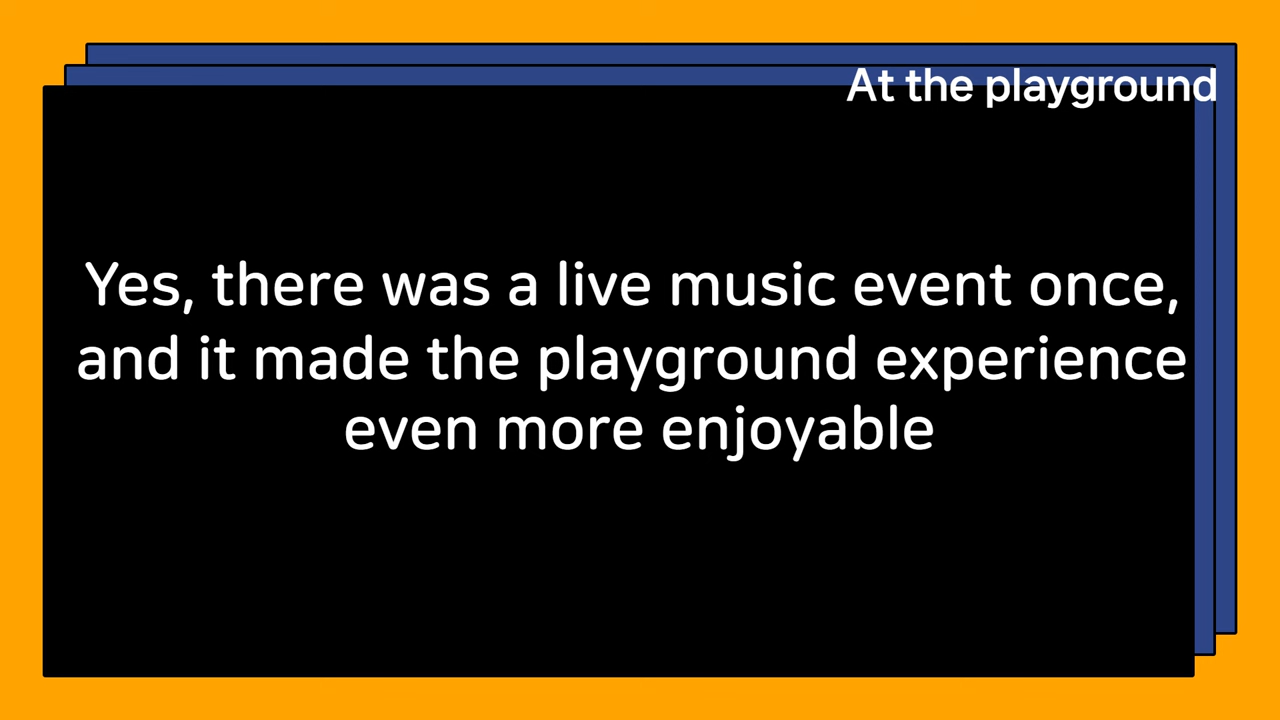 At the playground
Yes, there was a live music event once,
and it made the playground experience
even more enjoyable